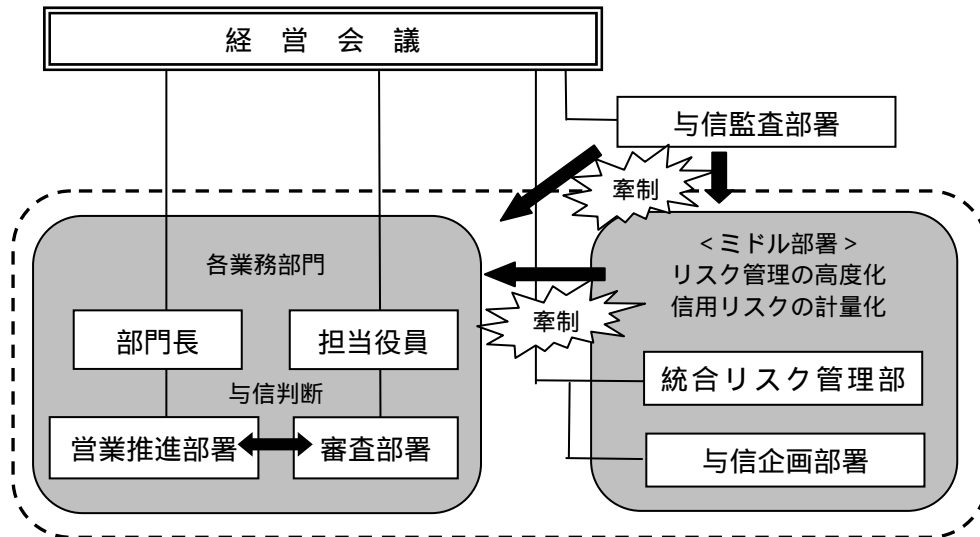 経営会議
与信監査部署
牽制
<ミドル部署>
リスク管理の高度化
信用リスクの計量化
各業務部門
牽制
部門長
担当役員
統合リスク管理部
与信判断
営業推進部署
審査部署
与信企画部署